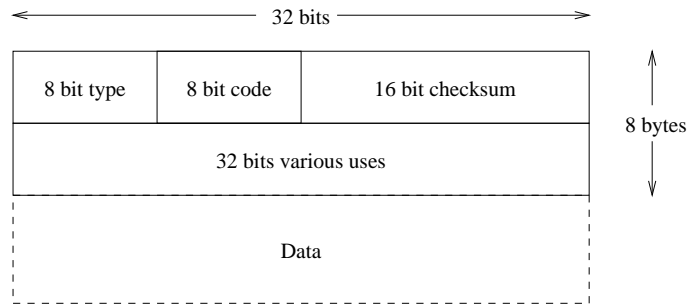 32 bits
8 bit type
8 bit code
16 bit checksum
8 bytes
32 bits various uses
Data